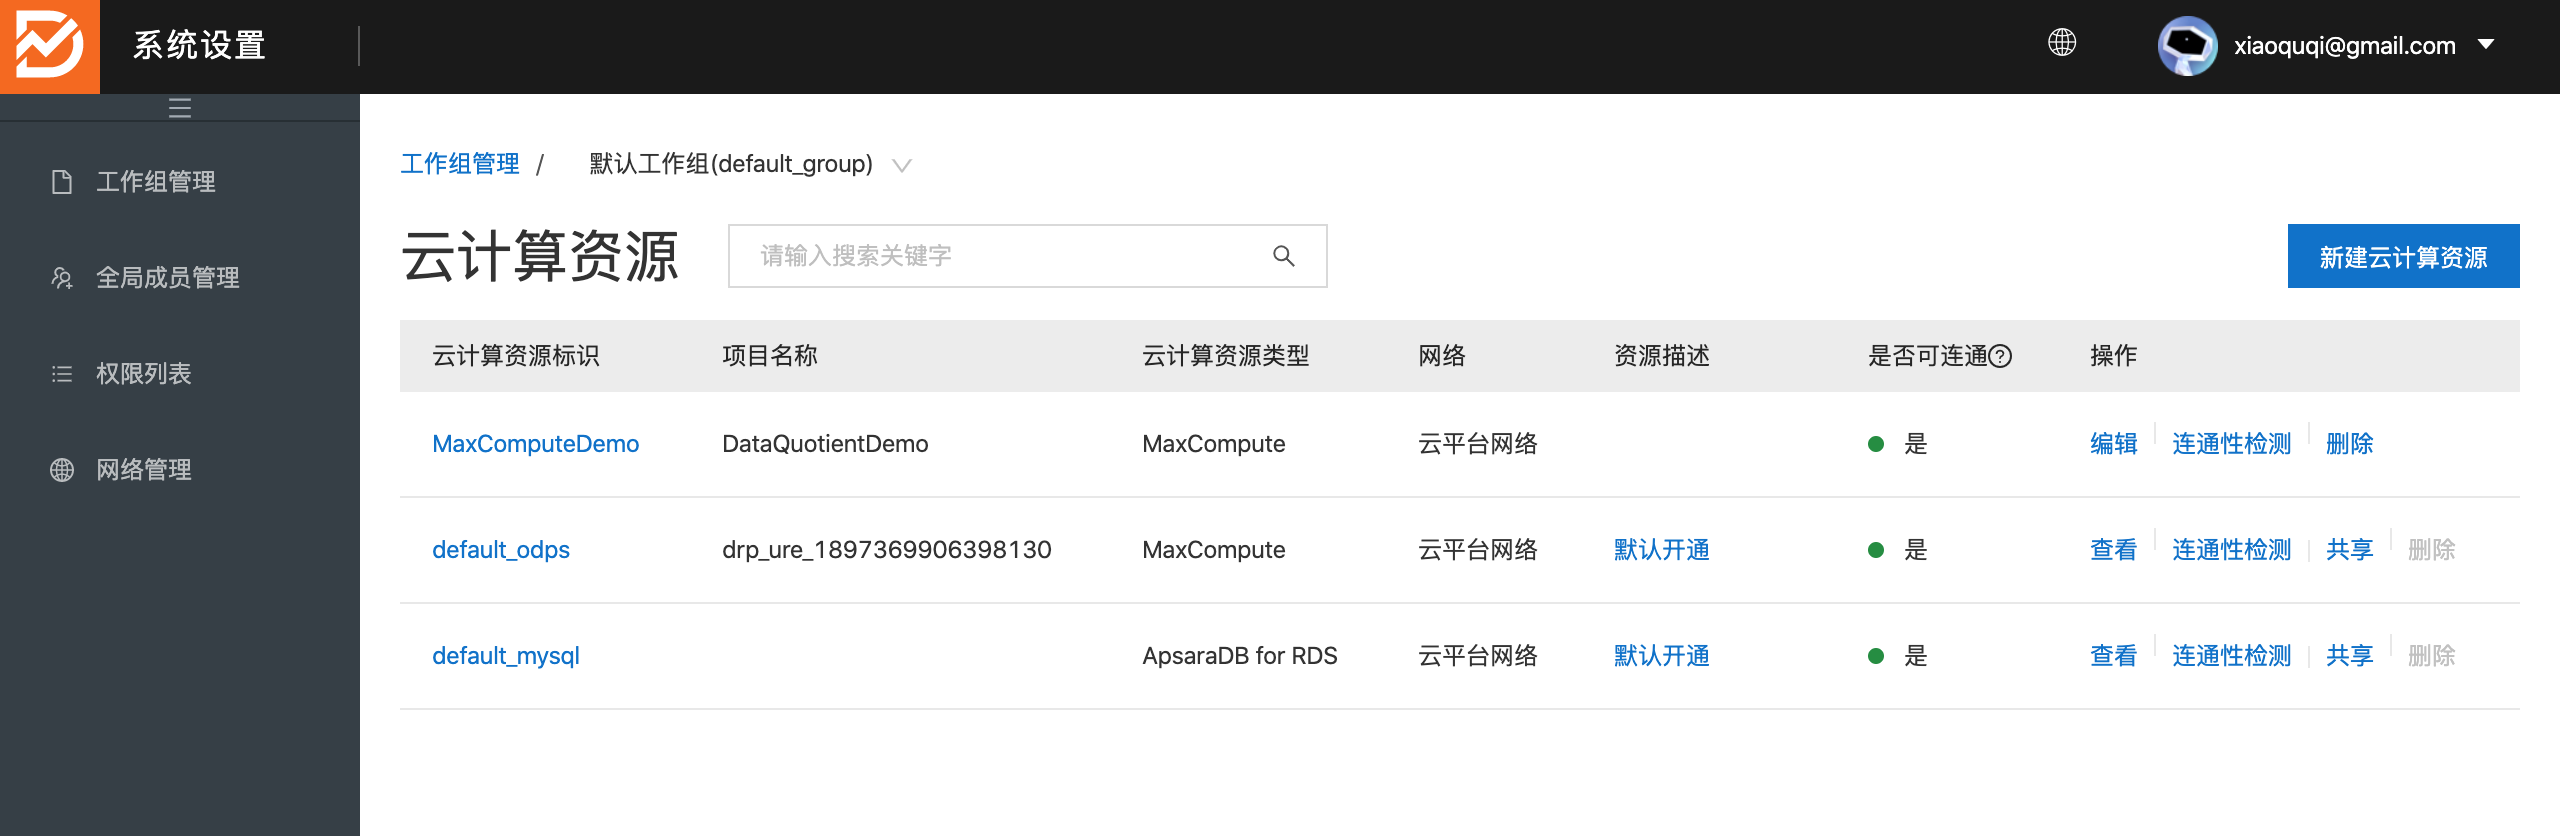 系统设置
xiaoquqi@gmail.com
工作组管理
全局成员管理
权限列表
网络管理
工作组管理 / 默认工作组(default_group)
云计算资源 请输入搜索关键字 新建云计算资源
云计算资源标识 项目名称 云计算资源类型 网络 资源描述 是否可连通? 操作
MaxComputeDemo DataQuotientDemo MaxCompute 云平台网络 是 编辑 连通性检测 删除
default_odps drp_ure_1897369906398130 MaxCompute 云平台网络 默认开通 是 查看 连通性检测 共享 删除
default_mysql ApsaraDB for RDS 云平台网络 默认开通 是 查看 连通性检测 共享 删除